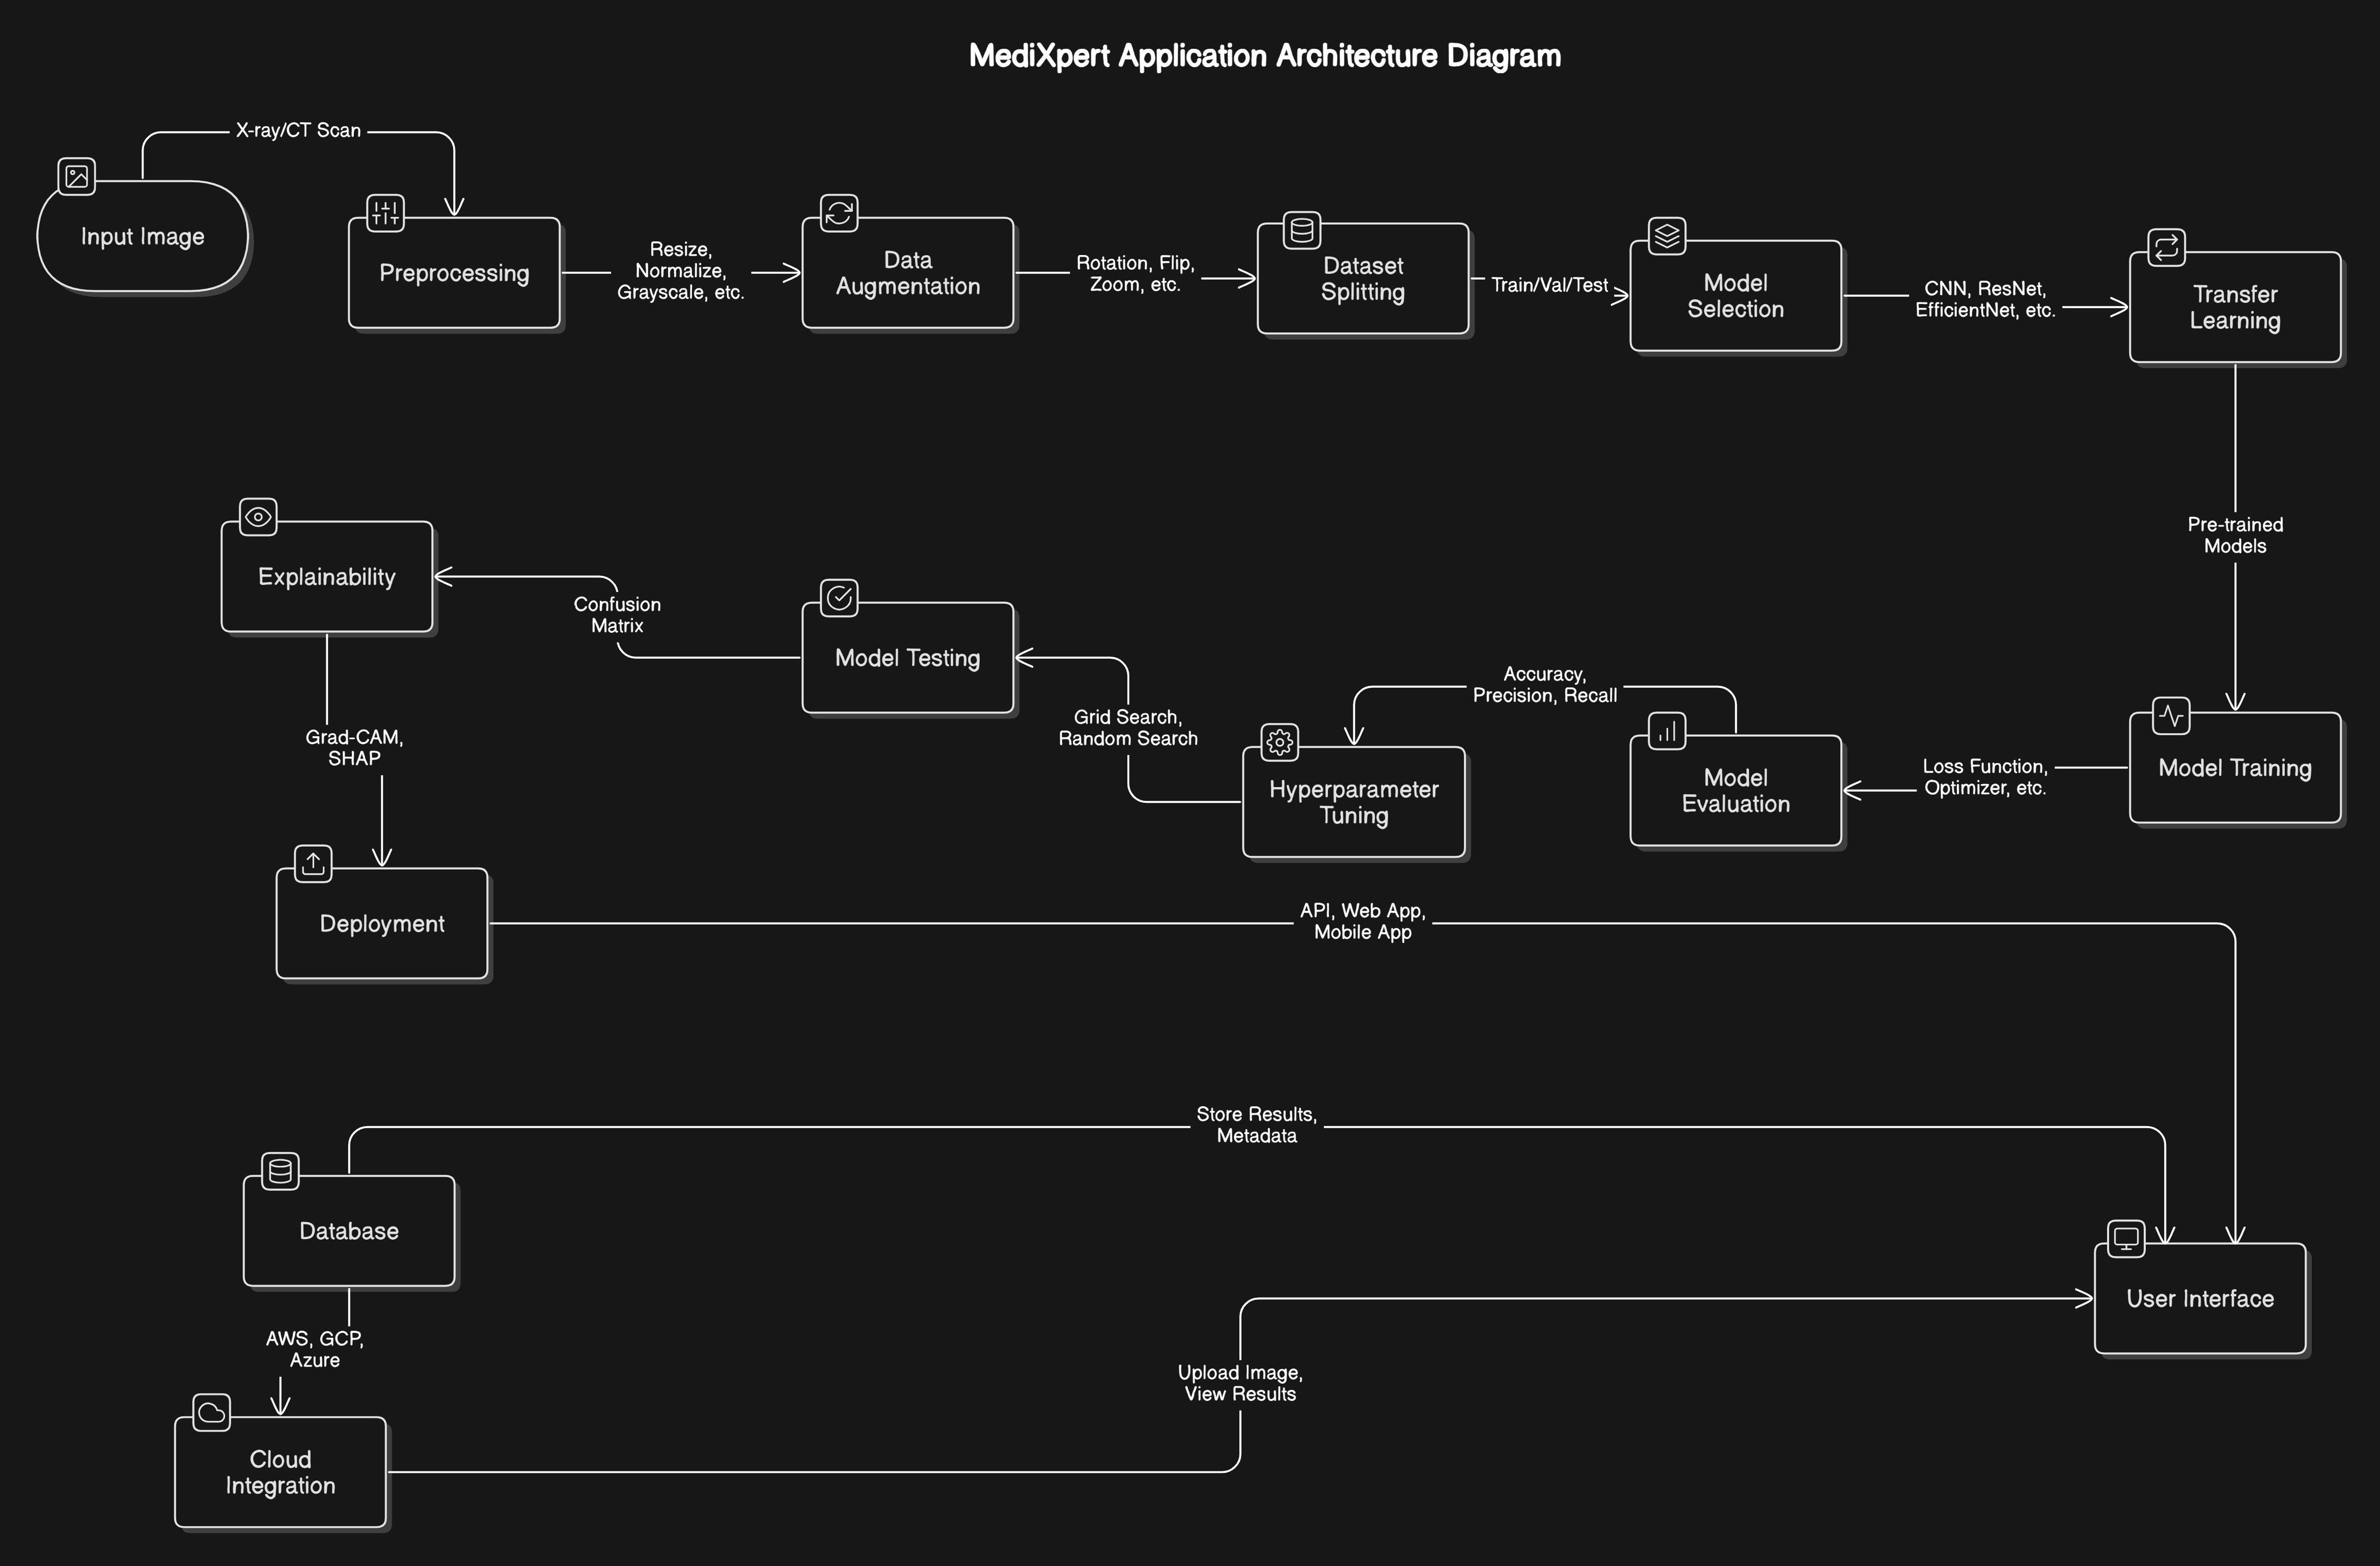 MediXpert Application Architecture Diagram
X-ray/CT Scan
Input Image
Preprocessing
Resize,
Normalize,
Grayscale, etc.
Data
Augmentation
Rotation, Flip,
Zoom, etc.
Dataset
Splitting
Train/Val/Test
Model
Selection
CNN, ResNet,
EfficientNet, etc.
Transfer
Learning
Pre-trained
Models
Model Training
Loss Function,
Optimizer, etc.
Model
Evaluation
Accuracy,
Precision, Recall
Hyperparameter
Tuning
Grid Search,
Random Search
Model Testing
Confusion
Matrix
Explainability
Grad-CAM,
SHAP
Deployment
API, Web App,
Mobile App
Store Results,
Metadata
Database
User Interface
AWS, GCP,
Azure
Upload Image,
View Results
Cloud
Integration